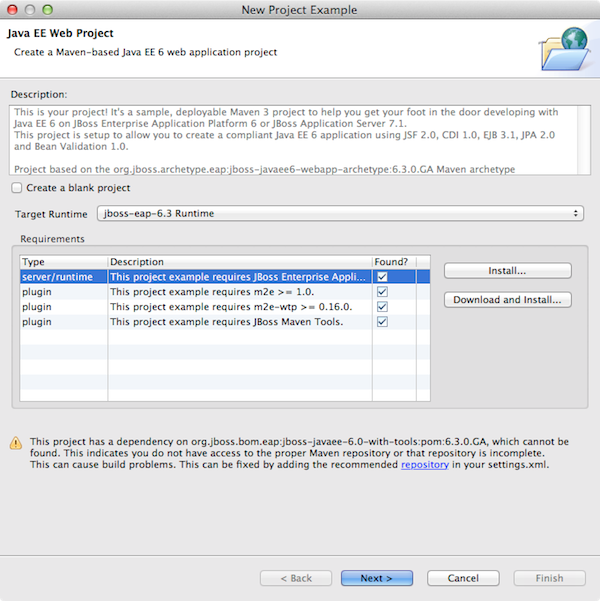 New Project Example
Java EE Web Project
Create a Maven-based Java EE 6 web application project
Description:
This is your project! It's a sample, deployable Maven 3 project to help you get your foot in the door developing with
Java EE 6 on JBoss Enterprise Application Platform 6 or JBoss Application Server 7.1.
This project is setup to allow you to create a compliant Java EE 6 application using JSF 2.0, CDI 1.0, EJB 3.1, JPA 2.0
and Bean Validation 1.0.
Project based on the org.jboss.archetype.eap:jboss-javaee6-webapp-archetype:6.3.0.GA Maven archetype
Create a blank project
Target Runtime jboss-eap-6.3 Runtime
Requirements
Type Description Found?
server/runtime This project example requires JBoss Enterprise Appli...
plugin This project example requires m2e >= 1.0.
plugin This project example requires m2e-wtp >= 0.16.0.
plugin This project example requires JBoss Maven Tools.
Install...
Download and Install...
This project has a dependency on org.jboss.bom.eap:jboss-javaee-6.0-with-tools:pom:6.3.0.GA, which cannot be
found. This indicates you do not have access to the proper Maven repository or that repository is incomplete.
This can cause build problems. This can be fixed by adding the recommended repository in your settings.xml.
< Back Next > Cancel Finish